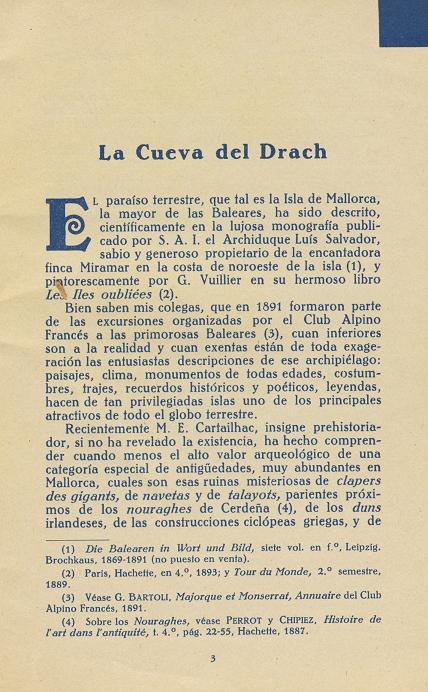 La Cueva del Drach
EL paraíso terrestre, que tal es la Isla de Mallorca,
la mayor de las Baleares, ha sido descrito,
científicamente en la lujosa monografía publi-
cado por S. A. I. el Archiduque Luís Salvador,
sabio y generoso propietario de la encantadora
finca Miramar en la costa de noroeste de la isla (1), y
pintorescamente por G. Vuillier en su hermoso libro
Les Iles oubliées (2).
Bien saben mis colegas, que en 1891 formaron parte
de las excursiones organizadas por el Club Alpino
Francés a las primorosas Baleares (3), cuan inferiores
son a la realidad y cuan exentas están de toda exage-
ración las entusiastas descripciones de ese archipiélago:
paisajes, clima, monumentos de todas edades, costum-
bres, trajes, recuerdos históricos y poéticos, leyendas,
hacen de tan privilegiadas islas uno de los principales
atractivos de todo el globo terrestre.
Recientemente M. E. Cartailhac, insigne prehistoria-
dor, si no ha revelado la existencia, ha hecho compren-
der cuando menos el alto valor arqueológico de una
categoría especial de antigüedades, muy abundantes en
Mallorca, cuales son esas ruinas misteriosas de clapers
des gigants, de navetas y de talayots, parientes próxi-
mos de los nouraghes de Cerdeña (4), de los duns
irlandeses, de las construcciones ciclópeas griegas, y de
(1) Die Balearen in Wort und Bild, siete vol. en f.º, Leipzig.
Brochkaus, 1869-1891 (no puesto en venta).
(2) París, Hachette, en 4.º, 1893; y Tour du Monde, 2.º semestre,
1889.
(3) Véase G. BARTOLI, Majorque et Monserrat, Annuaire del Club
Alpino Francés, 1891.
(4) Sobre los Nouraghes, véase PERROT y CHIPIEZ, Histoire de
l'art dans l'antiquité, t. 4.º, pág. 22-55, Hachette, 1887.
3